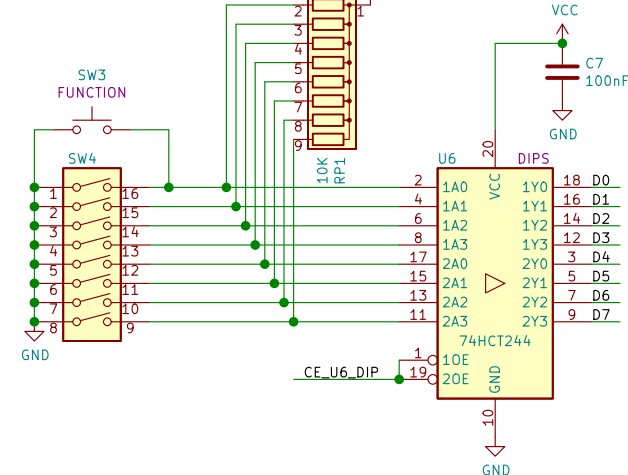 VCC
2
1
3
4
5
6
7
8
9
10K
RP1
C7
100nF
GND
SW3
FUNCTION
SW4
1
16
2
15
3
14
4
13
5
12
6
11
7
10
8
9
GND
U6
DIPS
20
VCC
2 1A0 1Y0 18 D0
4 1A1 1Y1 16 D1
6 1A2 1Y2 14 D2
8 1A3 1Y3 12 D3
17 2A0 2Y0 3 D4
15 2A1 2Y1 5 D5
13 2A2 2Y2 7 D6
11 2A3 2Y3 9 D7
74HCT244
1 1OE
CE_U6_DIP 19 2OE
GND
10
GND